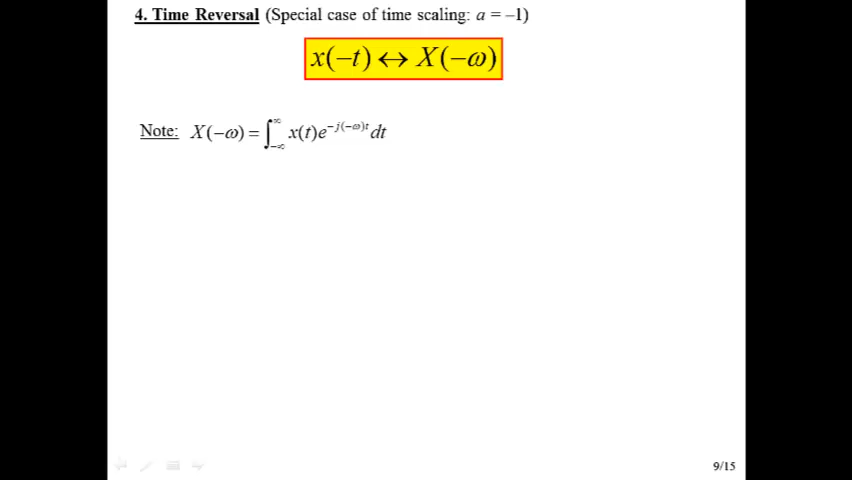 4. Time Reversal (Special case of time scaling: a = –1)
x(−t) ↔ X(−ω)
Note: X(−ω) = ∫_{−∞}^{∞} x(t)e^{−j(−ω)t} dt
9/15